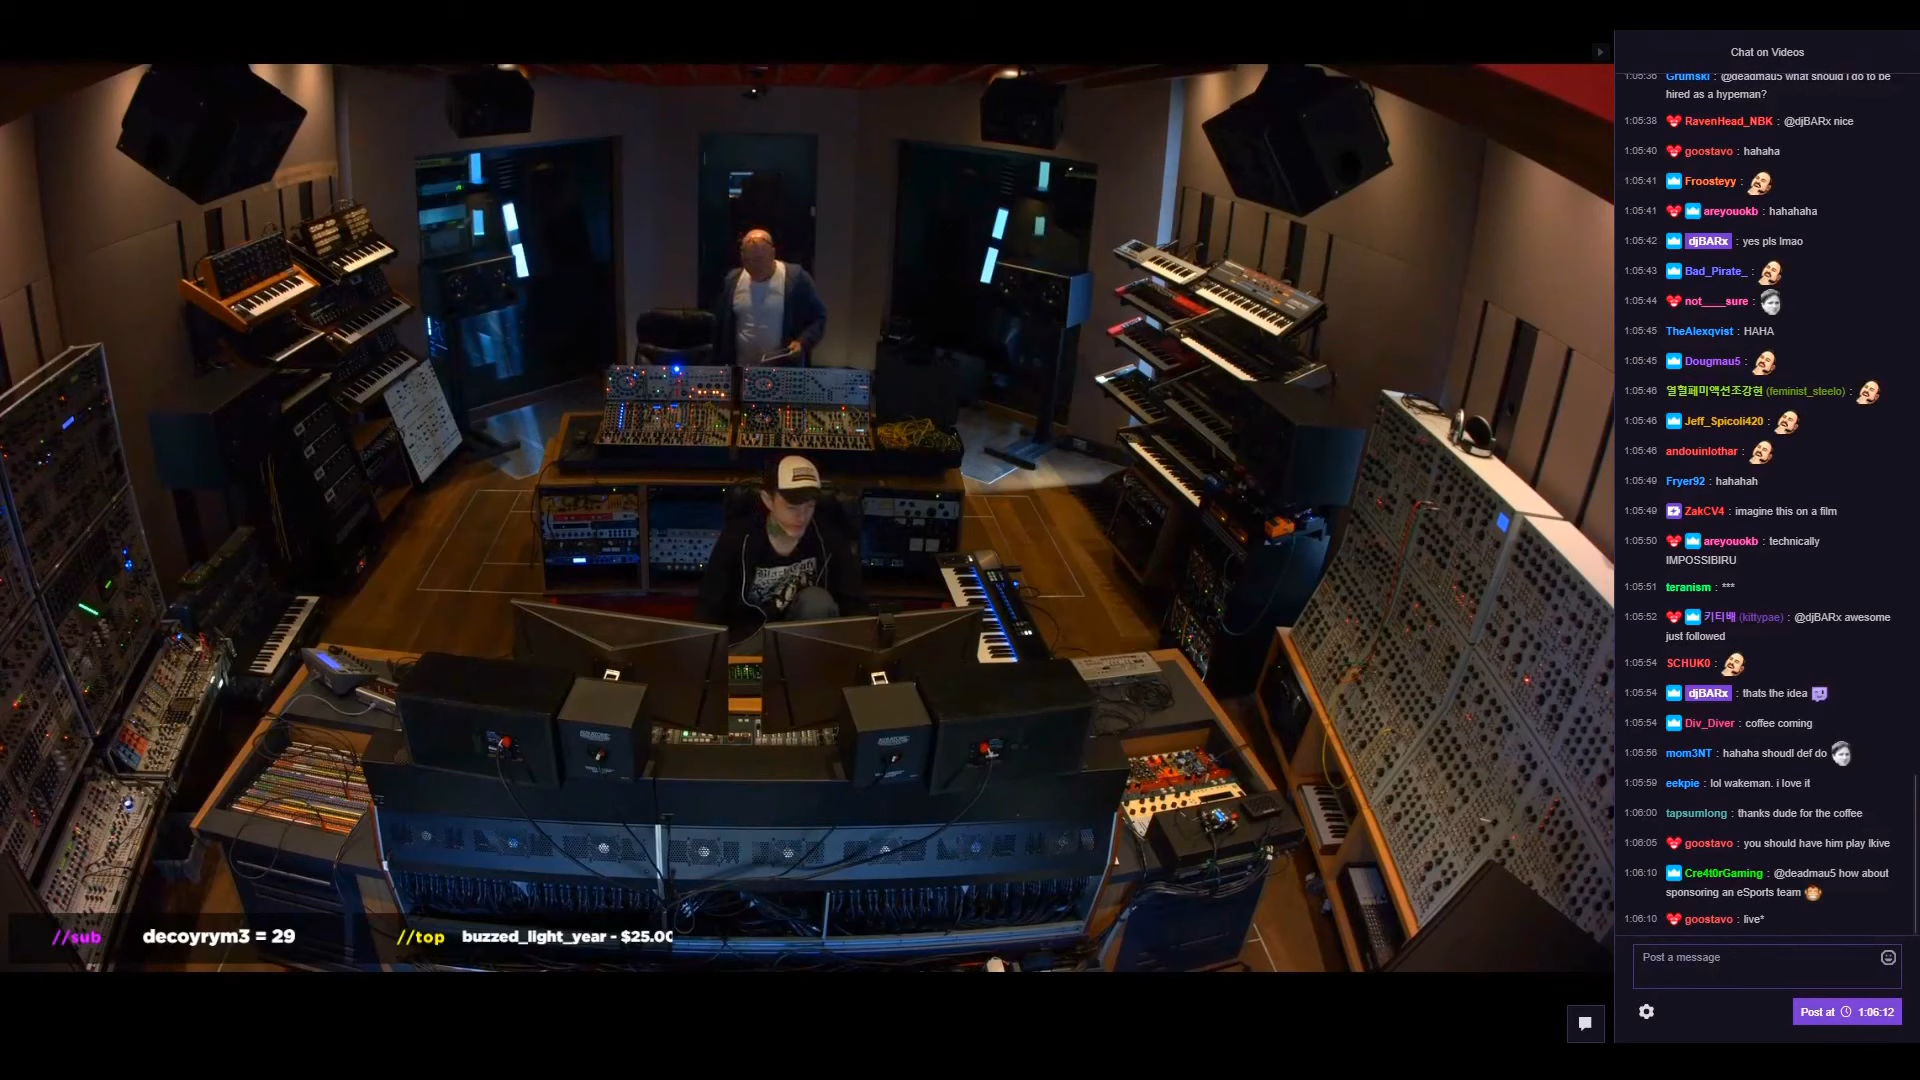 Chat on Videos
1:05:36 Grumski : @deadmau5 what should i do to be
hired as a hypeman?
1:05:38 RavenHead_NBK : @djBARx nice
1:05:40 goostavo : hahaha
1:05:41 Froosteyy :
1:05:41 areyouokb : hahahaha
1:05:42 djBARx : yes pls lmao
1:05:43 Bad_Pirate_ :
1:05:44 not____sure :
1:05:45 TheAlexqvist : HAHA
1:05:45 Dougmau5 :
1:05:46 열혈페미액션조강현 (feminist_steelo) :
1:05:46 Jeff_Spicoli420 :
1:05:46 andouinlothar :
1:05:49 Fryer92 : hahahah
1:05:49 ZakCV4 : imagine this on a film
1:05:50 areyouokb : technically
IMPOSSIBIRU
1:05:51 teranism : ***
1:05:52 키티배 (kittypae) : @djBARx awesome
just followed
1:05:54 SCHUK0 :
1:05:54 djBARx : thats the idea
1:05:54 Div_Diver : coffee coming
1:05:56 mom3NT : hahaha shoudl def do
1:05:59 eekpie : lol wakeman. i love it
1:06:00 tapsumlong : thanks dude for the coffee
1:06:05 goostavo : you should have him play lkive
1:06:10 Cre4t0rGaming : @deadmau5 how about
sponsoring an eSports team
1:06:10 goostavo : live*
Post a message
Post at 1:06:12
//sub decoyrym3 = 29 //top buzzed_light_year - $25.00